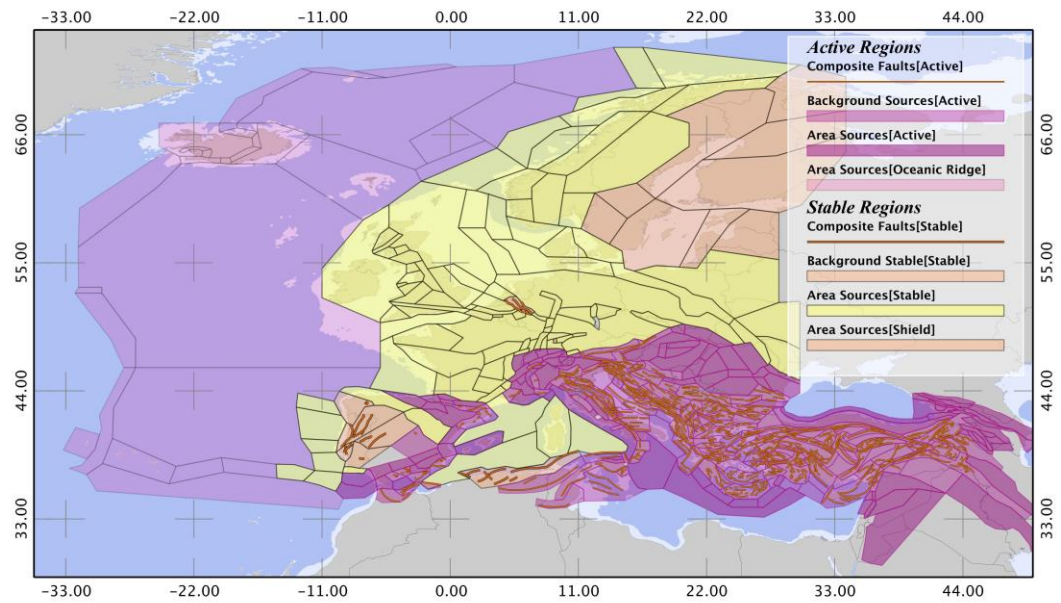 -33.00 -22.00 -11.00 0.00 11.00 22.00 33.00 44.00
Active Regions
Composite Faults[Active]
Background Sources[Active]
Area Sources[Active]
Area Sources[Oceanic Ridge]
Stable Regions
Composite Faults[Stable]
Background Stable[Stable]
Area Sources[Stable]
Area Sources[Shield]
66.00 66.00
55.00 55.00
44.00 44.00
33.00 33.00
-33.00 -22.00 -11.00 0.00 11.00 22.00 33.00 44.00